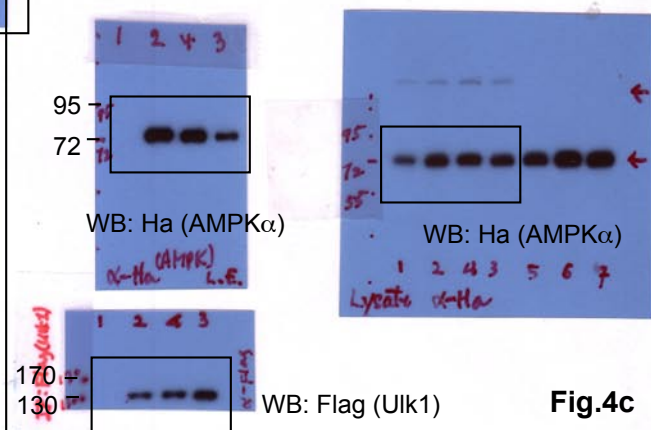 1 2 4 3
95
72
WB: Ha (AMPKα)
α-Ha (AMPK) L.E.
95
72
55
WB: Ha (AMPKα)
1 2 4 3 5 6 7
Lysate α-Ha
1 2 4 3
170
130
α-Flag
WB: Flag (Ulk1)
Fig.4c